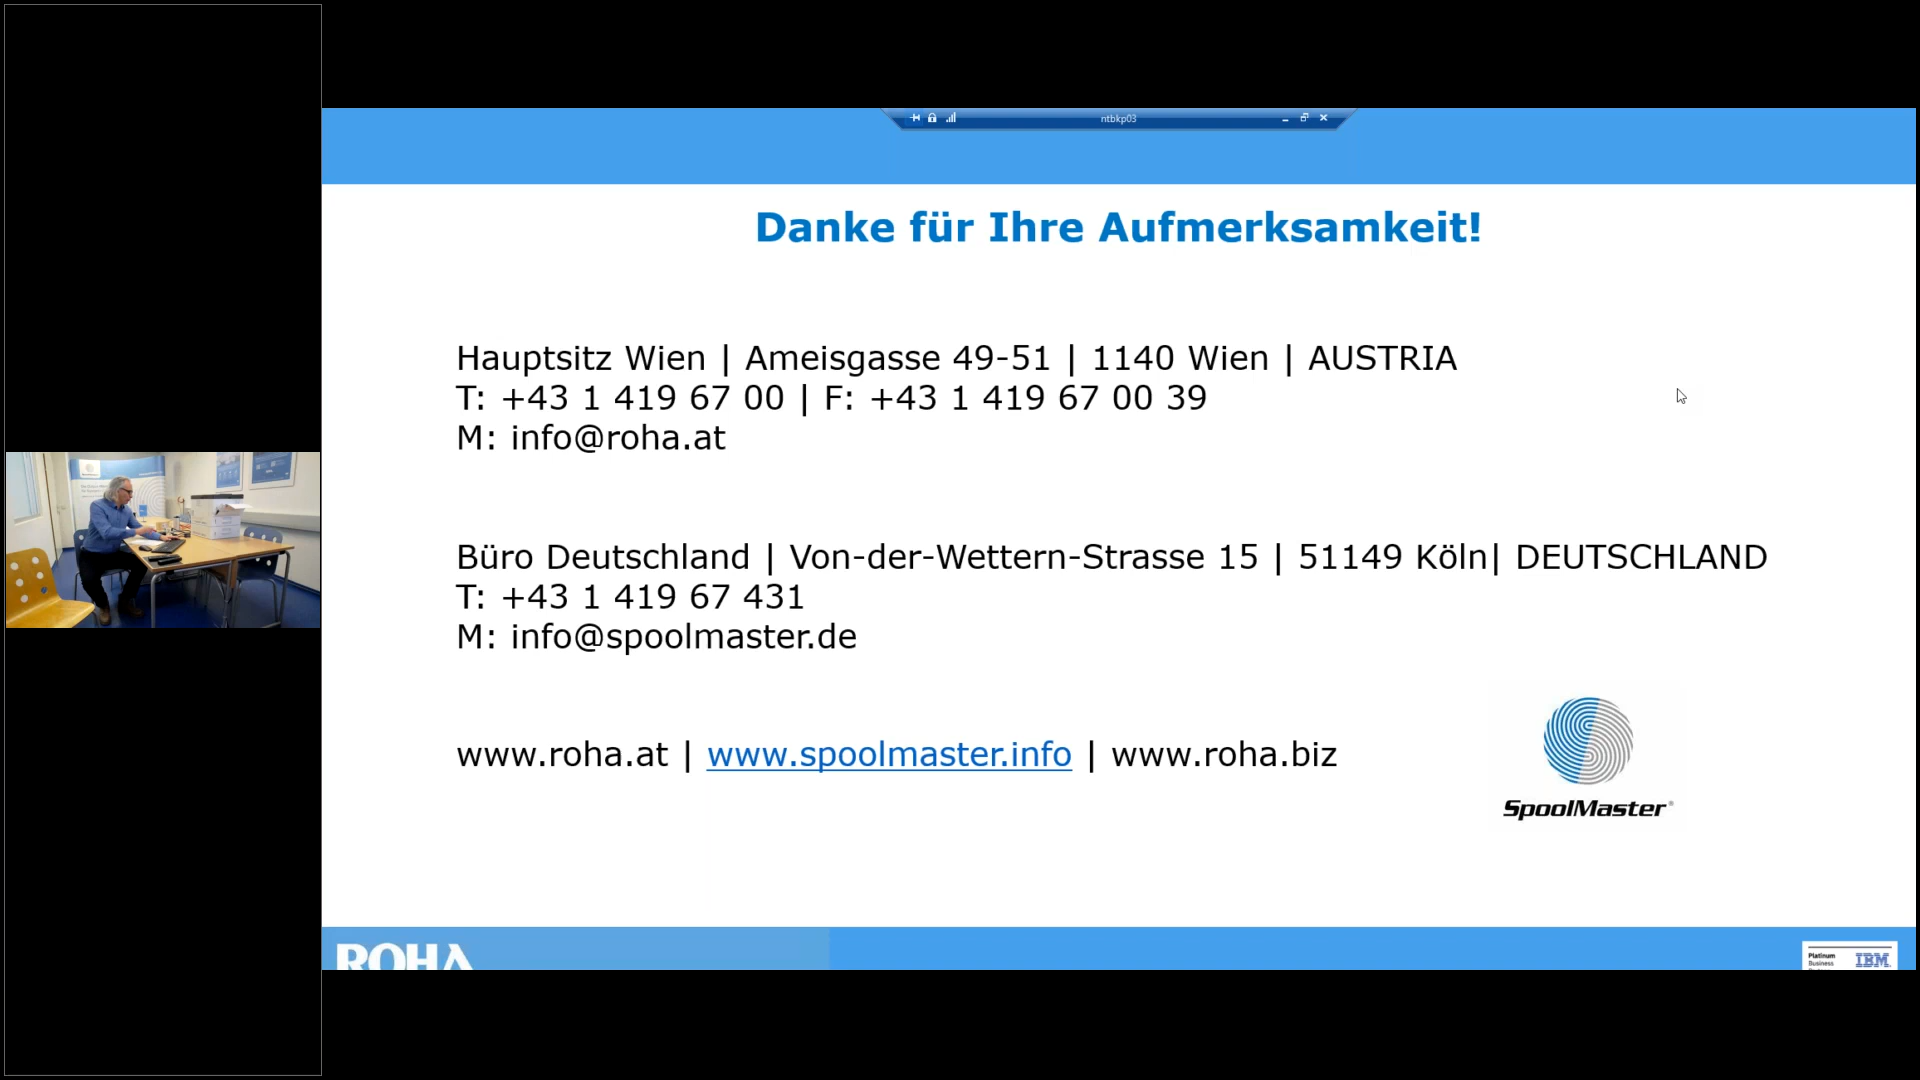 ntbkp03
Danke für Ihre Aufmerksamkeit!
Hauptsitz Wien | Ameisgasse 49-51 | 1140 Wien | AUSTRIA
T: +43 1 419 67 00 | F: +43 1 419 67 00 39
M: info@roha.at
Büro Deutschland | Von-der-Wettern-Strasse 15 | 51149 Köln| DEUTSCHLAND
T: +43 1 419 67 431
M: info@spoolmaster.de
www.roha.at | www.spoolmaster.info | www.roha.biz
SpoolMaster®
ROHA
Platinum
Business
IBM